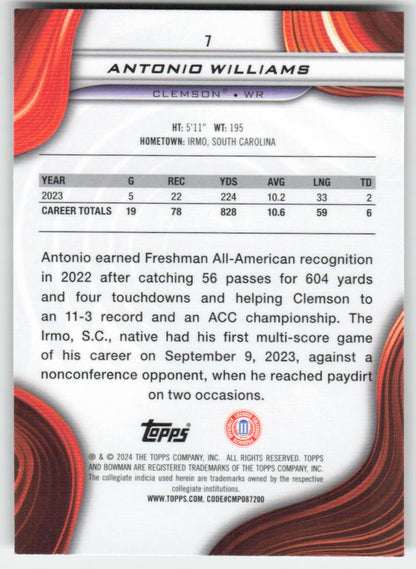 7
ANTONIO WILLIAMS
CLEMSON® • WR
HT: 5'11" WT: 195
HOMETOWN: IRMO, SOUTH CAROLINA
YEAR G REC YDS AVG LNG TD
2023 5 22 224 10.2 33 2
CAREER TOTALS 19 78 828 10.6 59 6
Antonio earned Freshman All-American recognition
in 2022 after catching 56 passes for 604 yards
and four touchdowns and helping Clemson to
an 11-3 record and an ACC championship. The
Irmo, S.C., native had his first multi-score game
of his career on September 9, 2023, against a
nonconference opponent, when he reached paydirt
on two occasions.
TOPPS®
® & © 2024 THE TOPPS COMPANY, INC. ALL RIGHTS RESERVED. TOPPS
AND BOWMAN ARE REGISTERED TRADEMARKS OF THE TOPPS COMPANY, INC.
The collegiate indicia used herein are trademarks owned by the respective
collegiate institutions.
WWW.TOPPS.COM. CODE#CMP087200